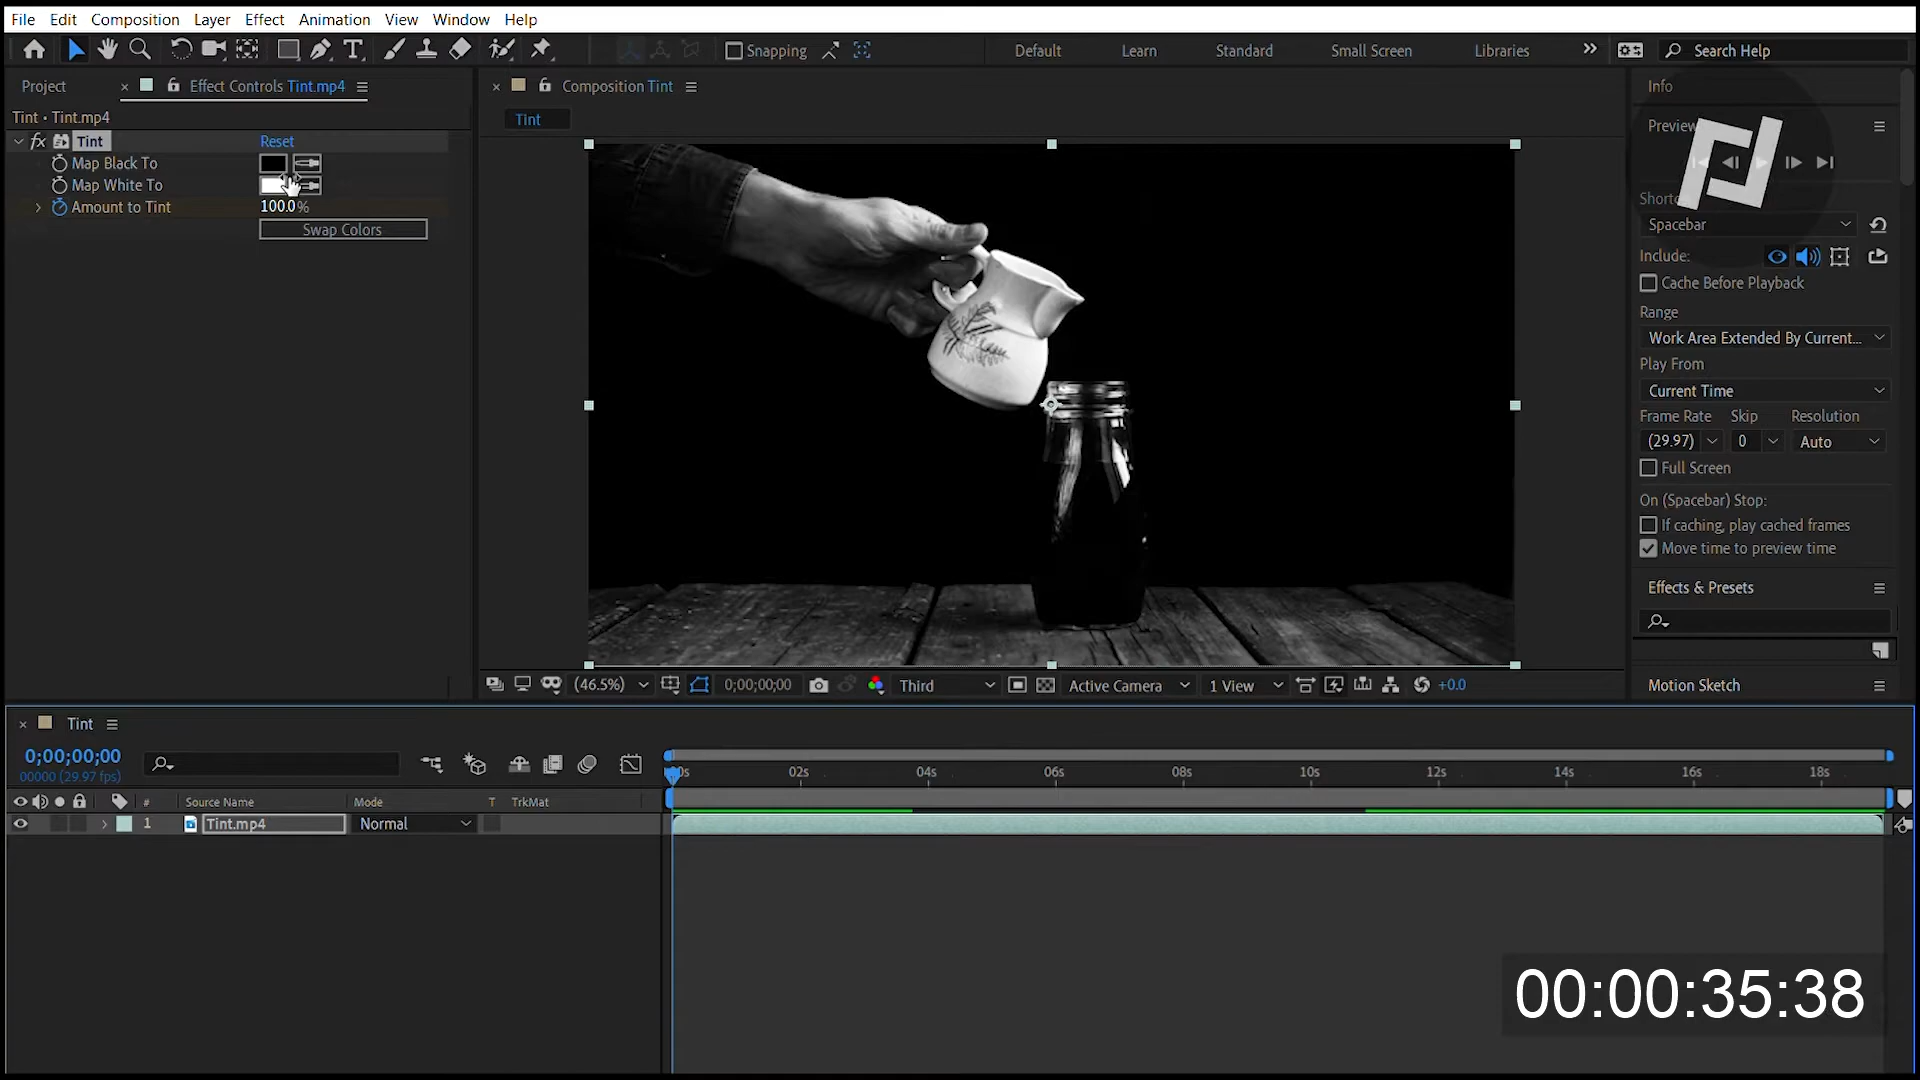 File Edit Composition Layer Effect Animation View Window Help
Snapping Default Learn Standard Small Screen Libraries Search Help
Project Effect Controls Tint.mp4 Composition Tint Info
Tint • Tint.mp4
Tint
Preview
fx Tint Reset
Map Black To
Map White To
Amount to Tint 100.0%
Swap Colors
Spacebar
Include:
Cache Before Playback
Range
Work Area Extended By Current...
Play From
Current Time
Frame Rate Skip Resolution
(29.97) 0 Auto
Full Screen
On (Spacebar) Stop:
If caching, play cached frames
Move time to preview time
Effects & Presets
Motion Sketch
(46.5%) 0;00;00;00 Third Active Camera 1 View +0.0
Tint
0;00;00;00
00000 (29.97 fps)
02s 04s 06s 08s 10s 12s 14s 16s 18s
# Source Name Mode T TrkMat
1 Tint.mp4 Normal
00:00:35:38